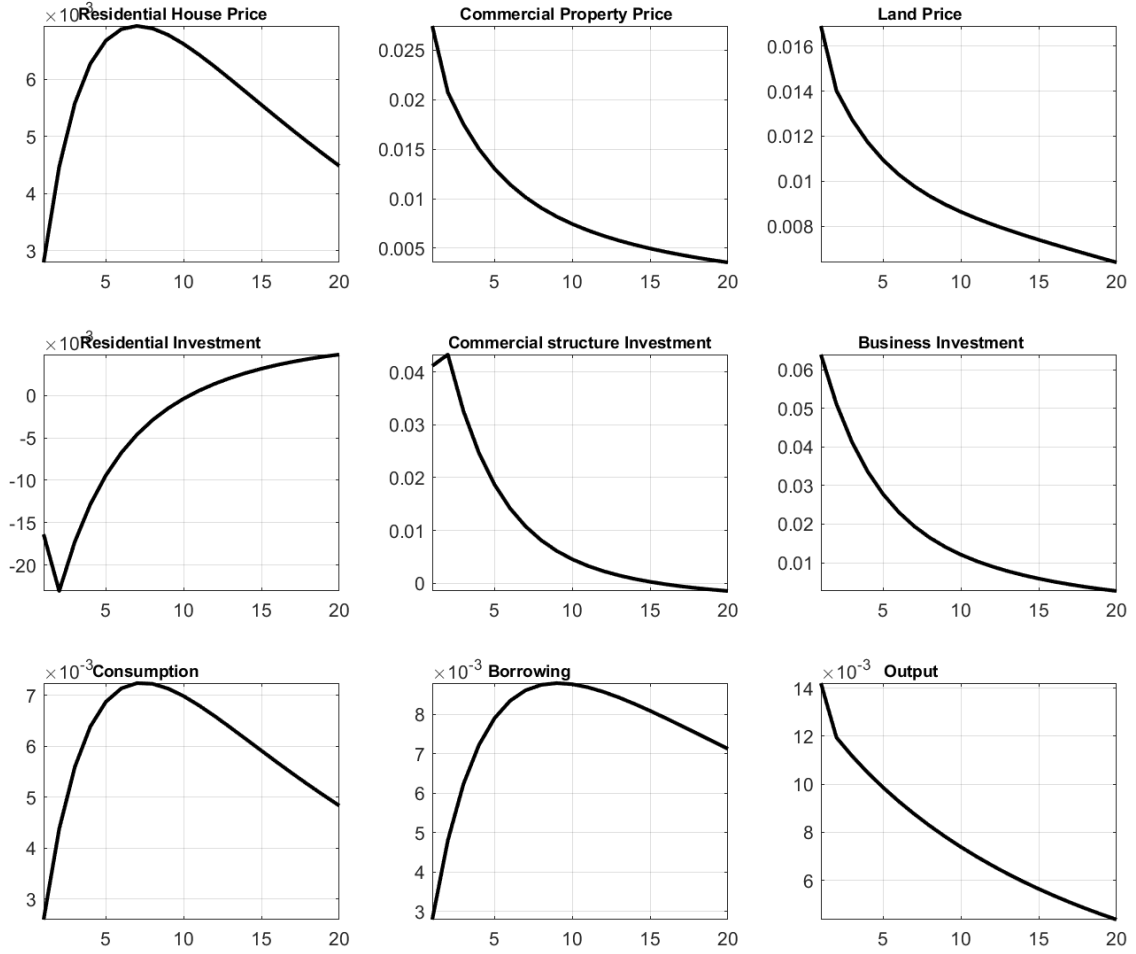 ×10⁻³ Residential House Price
6
5
4
3
5 10 15 20
Commercial Property Price
0.025
0.02
0.015
0.01
0.005
5 10 15 20
Land Price
0.016
0.014
0.012
0.01
0.008
5 10 15 20
×10⁻³ Residential Investment
0
-5
-10
-15
-20
5 10 15 20
Commercial structure Investment
0.04
0.03
0.02
0.01
0
5 10 15 20
Business Investment
0.06
0.05
0.04
0.03
0.02
0.01
5 10 15 20
×10⁻³ Consumption
7
6
5
4
3
5 10 15 20
×10⁻³ Borrowing
8
7
6
5
4
3
5 10 15 20
×10⁻³ Output
14
12
10
8
6
5 10 15 20